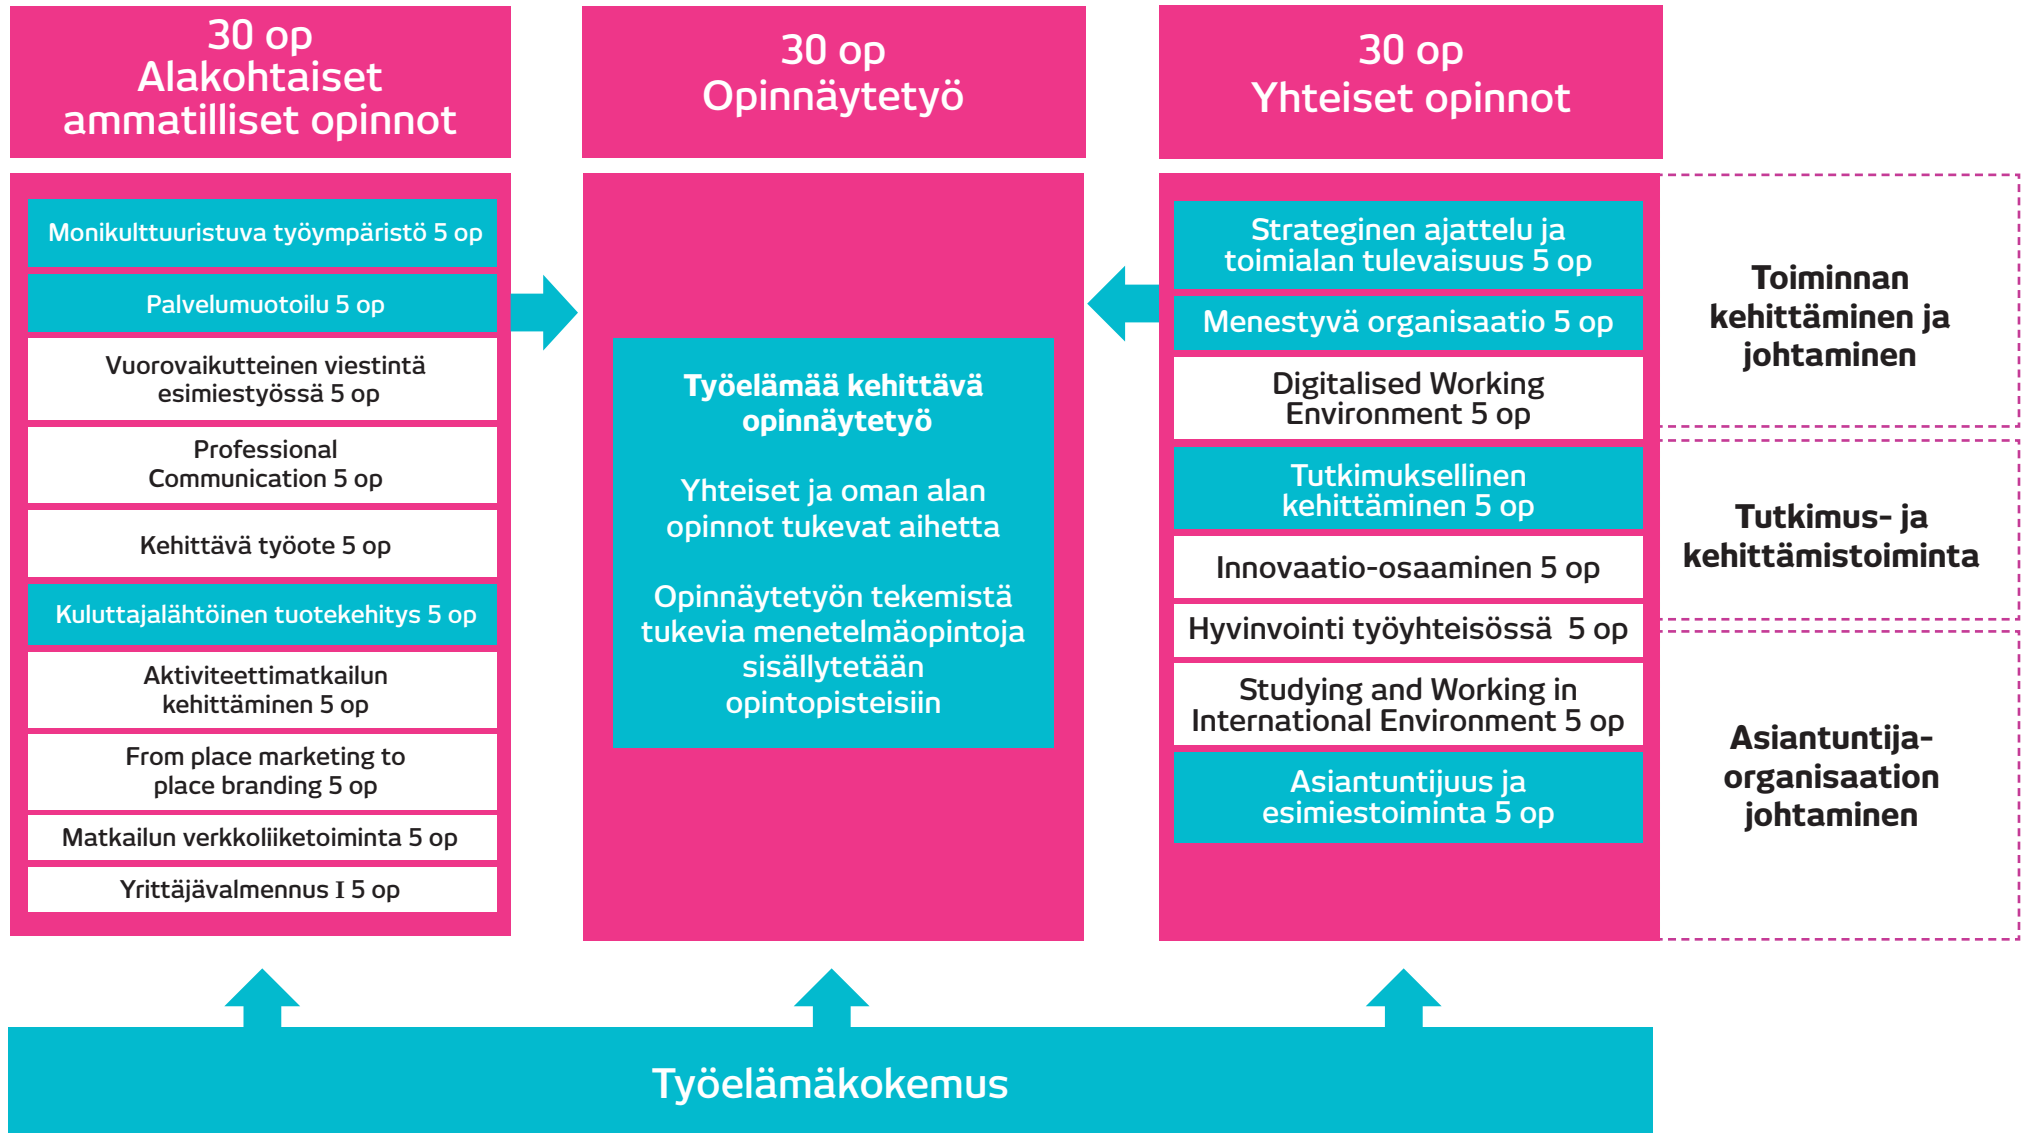 30 op
Alakohtaiset
ammatilliset opinnot
Monikulttuuristuva työympäristö 5 op
Palvelumuotoilu 5 op
Vuorovaikutteinen viestintä
esimiestyössä 5 op
Professional
Communication 5 op
Kehittävä työote 5 op
Kuluttajalähtöinen tuotekehitys 5 op
Aktiviteettimatkailun
kehittäminen 5 op
From place marketing to
place branding 5 op
Matkailun verkkoliiketoiminta 5 op
Yrittäjävalmennus I 5 op
30 op
Opinnäytetyö
Työelämää kehittävä
opinnäytetyö
Yhteiset ja oman alan
opinnot tukevat aihetta
Opinnäytetyön tekemistä
tukevia menetelmäopintoja
sisällytetään
opintopisteisiin
30 op
Yhteiset opinnot
Strateginen ajattelu ja
toimialan tulevaisuus 5 op
Menestyvä organisaatio 5 op
Digitalised Working
Environment 5 op
Tutkimuksellinen
kehittäminen 5 op
Innovaatio-osaaminen 5 op
Hyvinvointi työyhteisössä 5 op
Studying and Working in
International Environment 5 op
Asiantuntijuus ja
esimiestoiminta 5 op
Toiminnan
kehittäminen ja
johtaminen
Tutkimus- ja
kehittämistoiminta
Asiantuntija-
organisaation
johtaminen
Työelämäkokemus